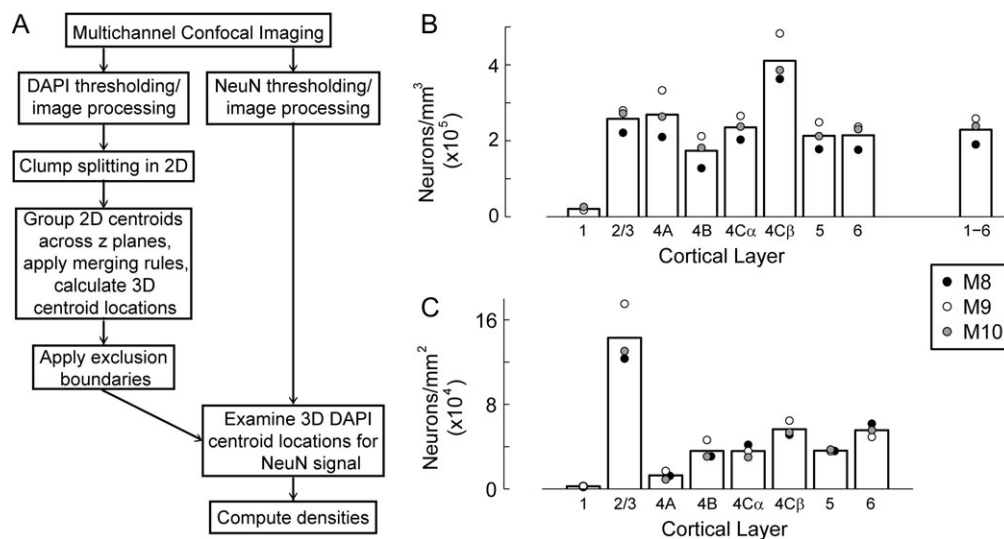 A
Multichannel Confocal Imaging
DAPI thresholding/
image processing
NeuN thresholding/
image processing
Clump splitting in 2D
Group 2D centroids
across z planes,
apply merging rules,
calculate 3D
centroid locations
Apply exclusion
boundaries
Examine 3D DAPI
centroid locations for
NeuN signal
Compute densities
B
Neurons/mm³
(x10⁵)
4
2
0
1 2/3 4A 4B 4Cα 4Cβ 5 6 1−6
Cortical Layer
M8
M9
M10
C
Neurons/mm²
(x10⁴)
16
8
0
1 2/3 4A 4B 4Cα 4Cβ 5 6
Cortical Layer